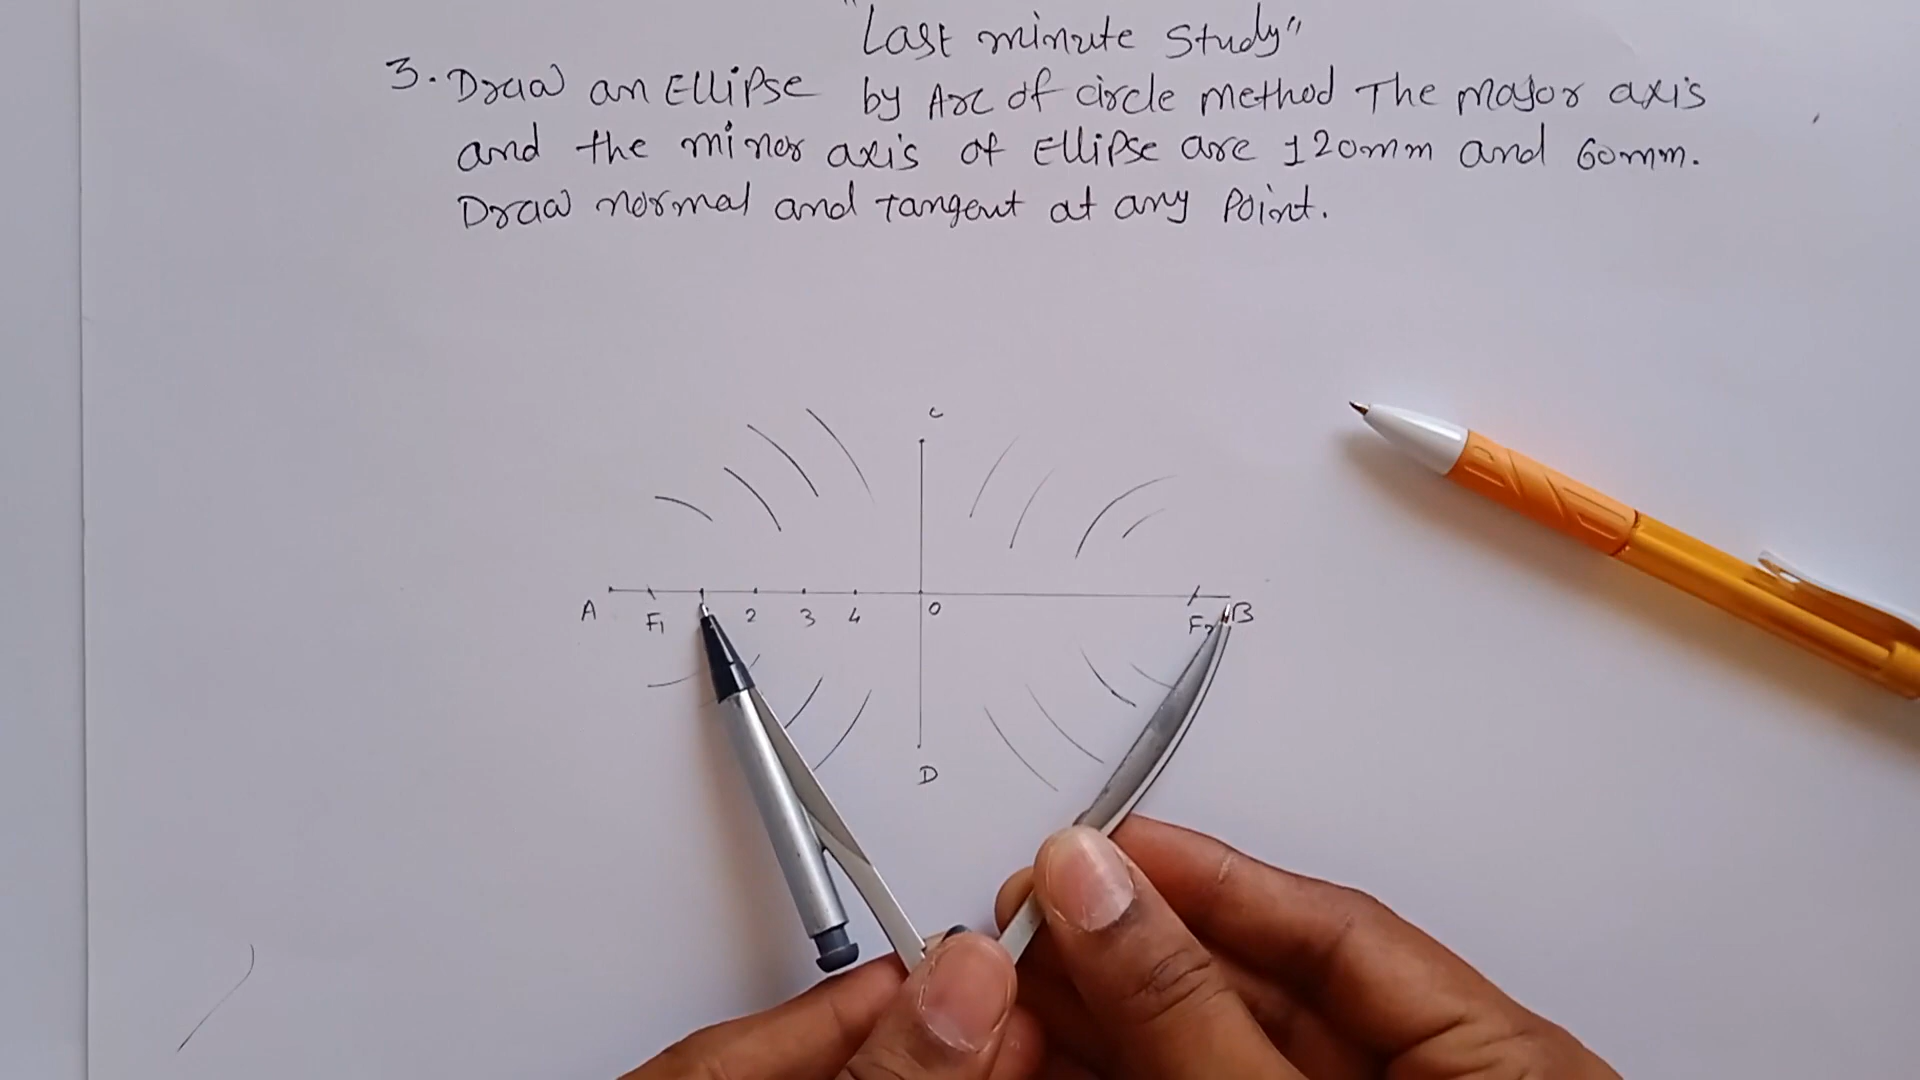 "Last minute Study"
3. Draw an Ellipse by Arc of circle method The major axis
and the minor axis of Ellipse are 120mm and 60mm.
Draw normal and tangent at any Point.
C
A F1 2 3 4 O F2 B
D